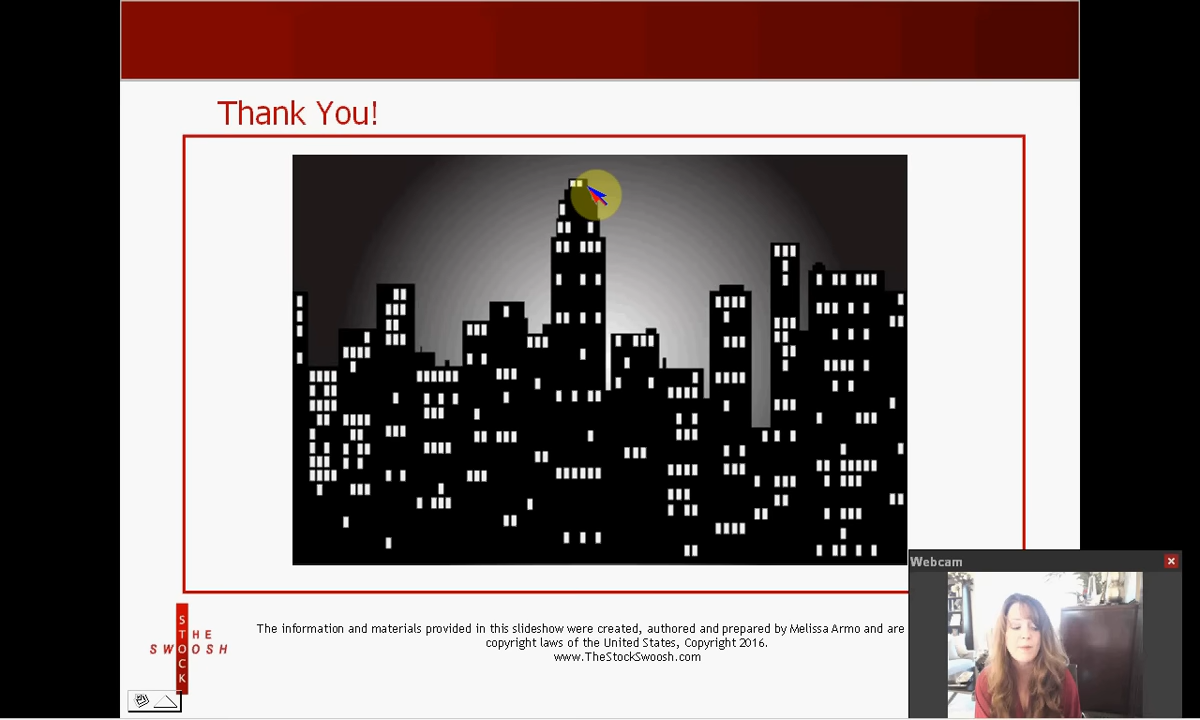 Thank You!
THE
STOCK
SWOOSH
The information and materials provided in this slideshow were created, authored and prepared by Melissa Armo and are
copyright laws of the United States, Copyright 2016.
www.TheStockSwoosh.com
Webcam